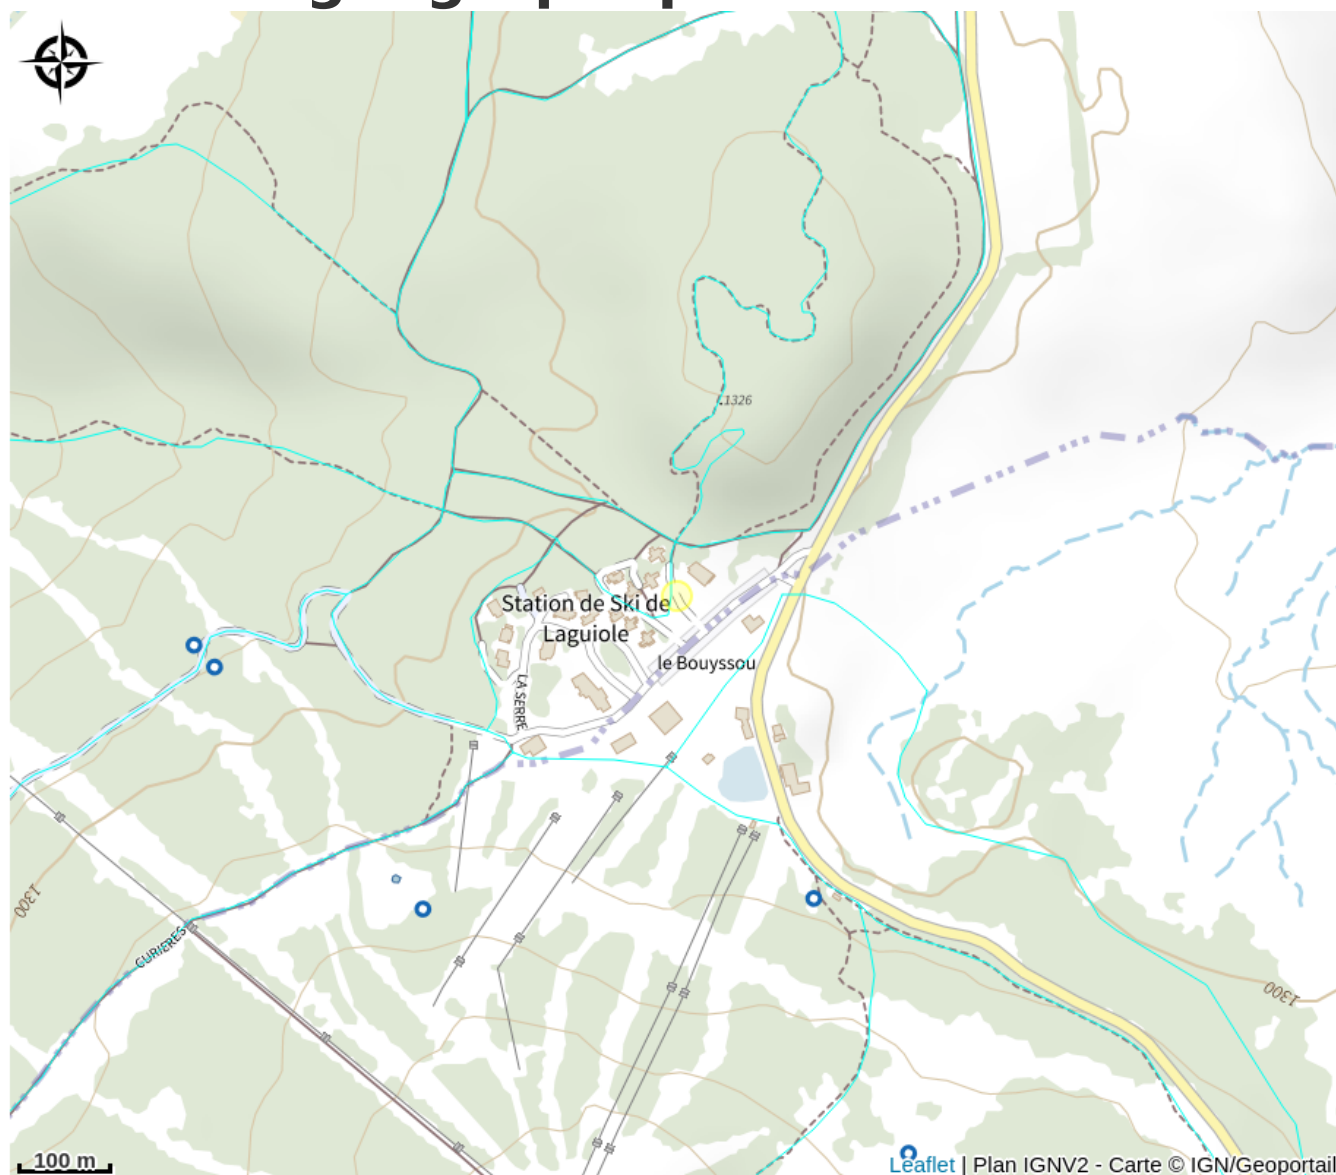 1326
Station de Ski de
Laguiole
le Bouyssou
LA SERRE
1300
CURIERES
1300
100 m
Leaflet | Plan IGNV2 - Carte © IGN/Geoportail